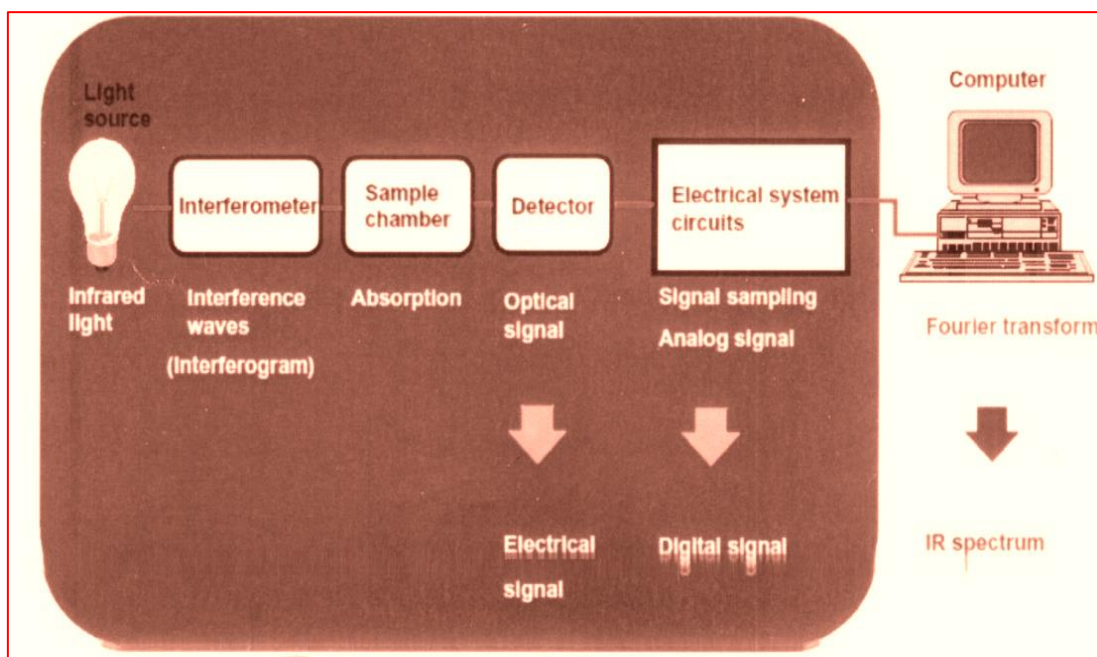 Light
source
Computer
Interferometer
Sample
chamber
Detector
Electrical system
circuits
Infrared
light
Interference
waves
(Interferogram)
Absorption
Optical
signal
Signal sampling
Analog signal
Fourier transform
Electrical
signal
Digital signal
IR spectrum